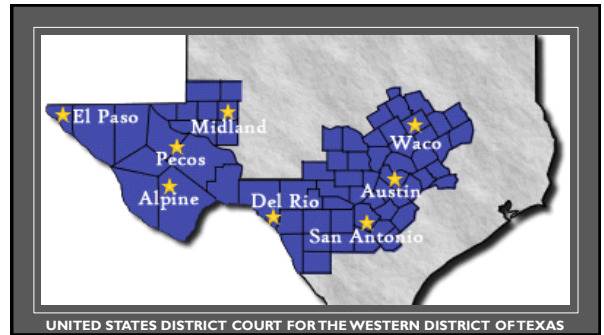 El Paso
Midland
Waco
Pecos
Alpine
Del Rio
Austin
San Antonio
UNITED STATES DISTRICT COURT FOR THE WESTERN DISTRICT OF TEXAS